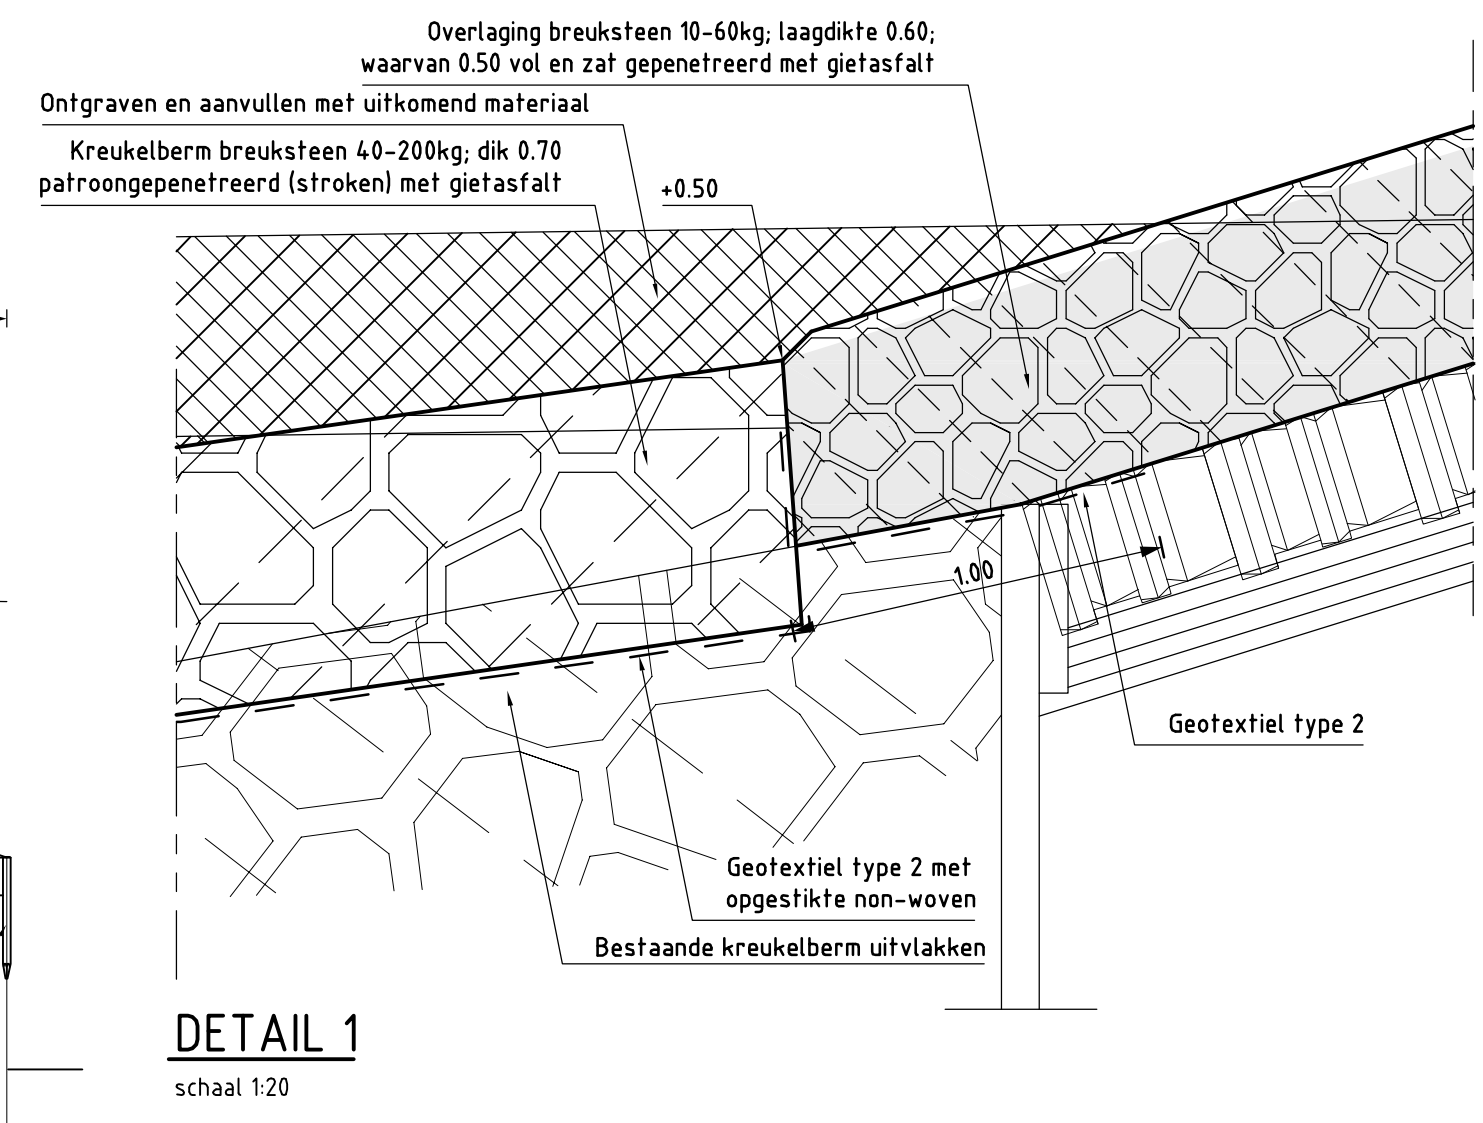 Overlaging breuksteen 10-60kg; laagdikte 0.60;
waarvan 0.50 vol en zat gepenetreerd met gietasfalt
Ontgraven en aanvullen met uitkomend materiaal
Kreukelberm breuksteen 40-200kg; dik 0.70
patroongepenetreerd (stroken) met gietasfalt
+0.50
1.00
Geotextiel type 2
Geotextiel type 2 met
opgestikte non-woven
Bestaande kreukelberm uitvlakken
DETAIL 1
schaal 1:20